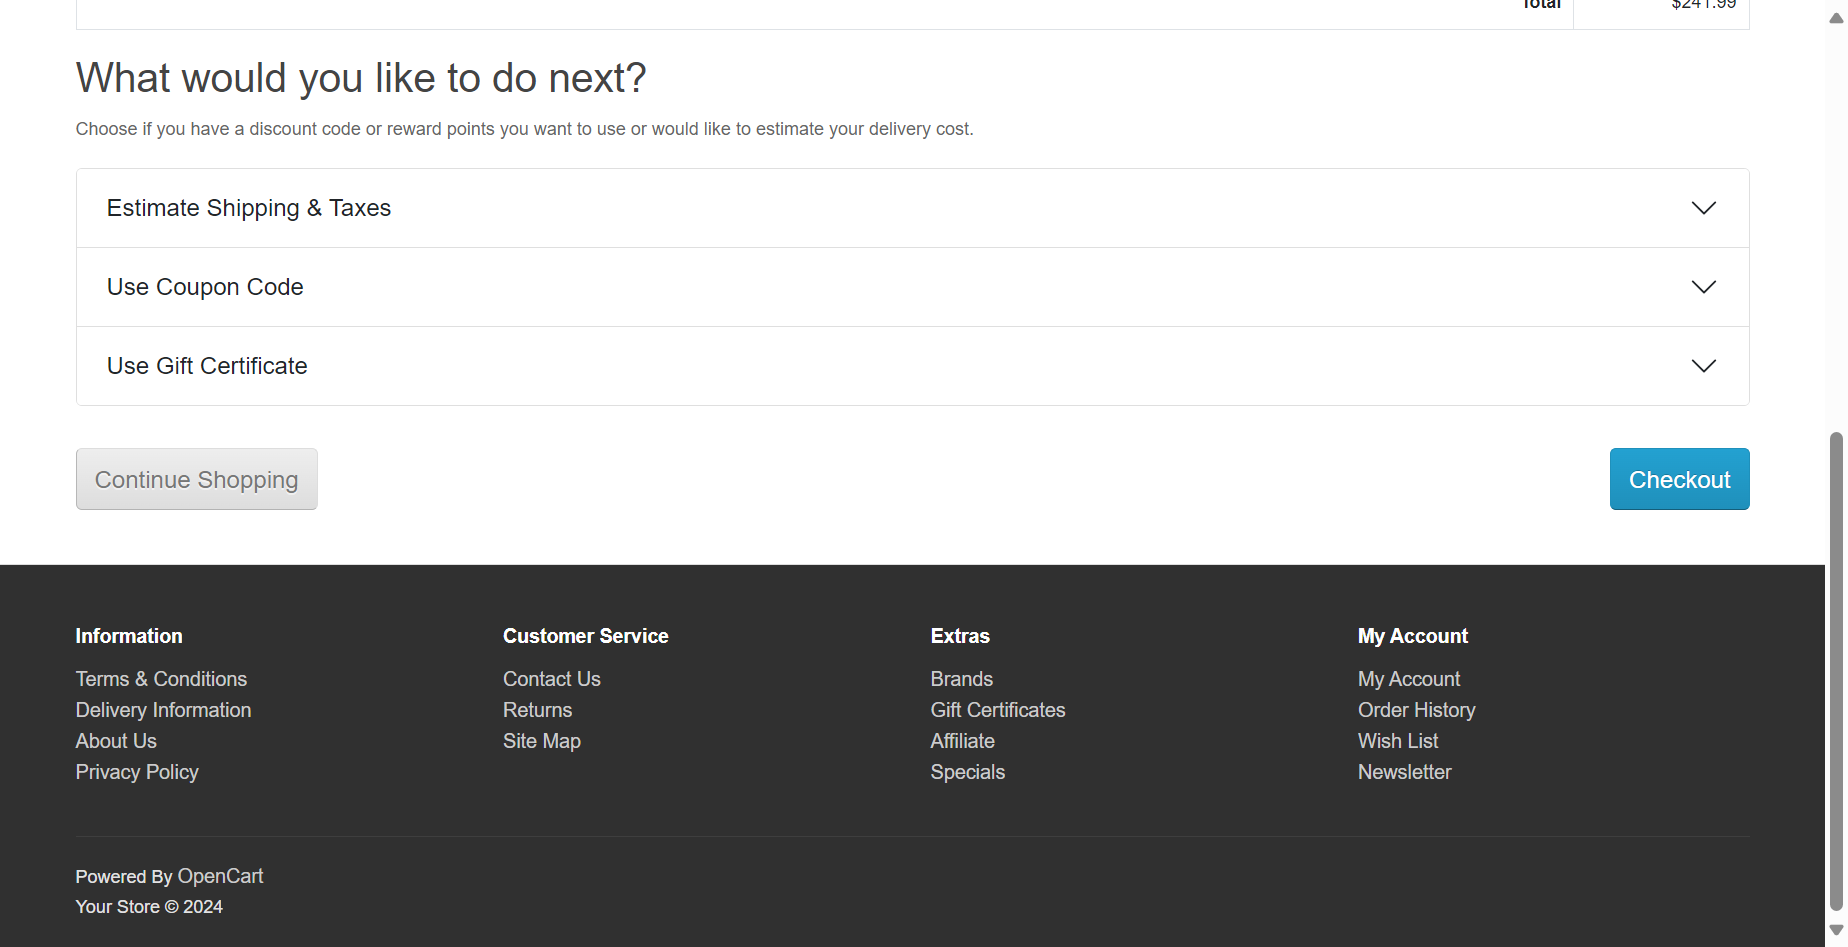 Total $241.99
What would you like to do next?
Choose if you have a discount code or reward points you want to use or would like to estimate your delivery cost.
Estimate Shipping & Taxes
Use Coupon Code
Use Gift Certificate
Continue Shopping
Checkout
Information
Terms & Conditions
Delivery Information
About Us
Privacy Policy
Customer Service
Contact Us
Returns
Site Map
Extras
Brands
Gift Certificates
Affiliate
Specials
My Account
My Account
Order History
Wish List
Newsletter
Powered By OpenCart
Your Store © 2024